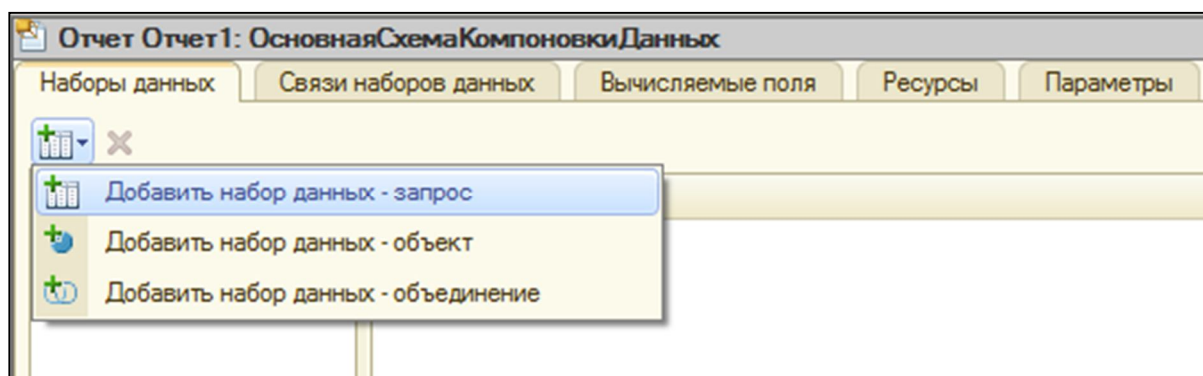 Отчет Отчет1: ОсновнаяСхемаКомпоновкиДанных
Наборы данных Связи наборов данных Вычисляемые поля Ресурсы Параметры
Добавить набор данных - запрос
Добавить набор данных - объект
Добавить набор данных - объединение